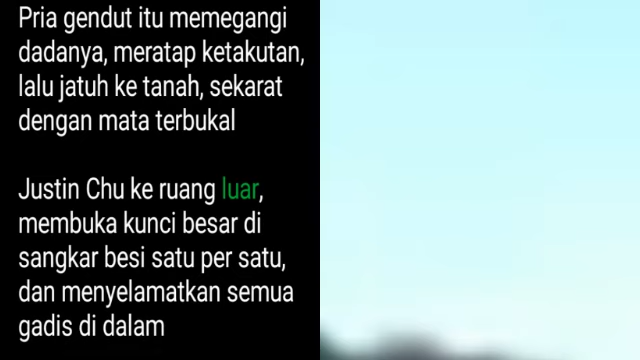 Pria gendut itu memegangi
dadanya, meratap ketakutan,
lalu jatuh ke tanah, sekarat
dengan mata terbukal
Justin Chu ke ruang luar,
membuka kunci besar di
sangkar besi satu per satu,
dan menyelamatkan semua
gadis di dalam